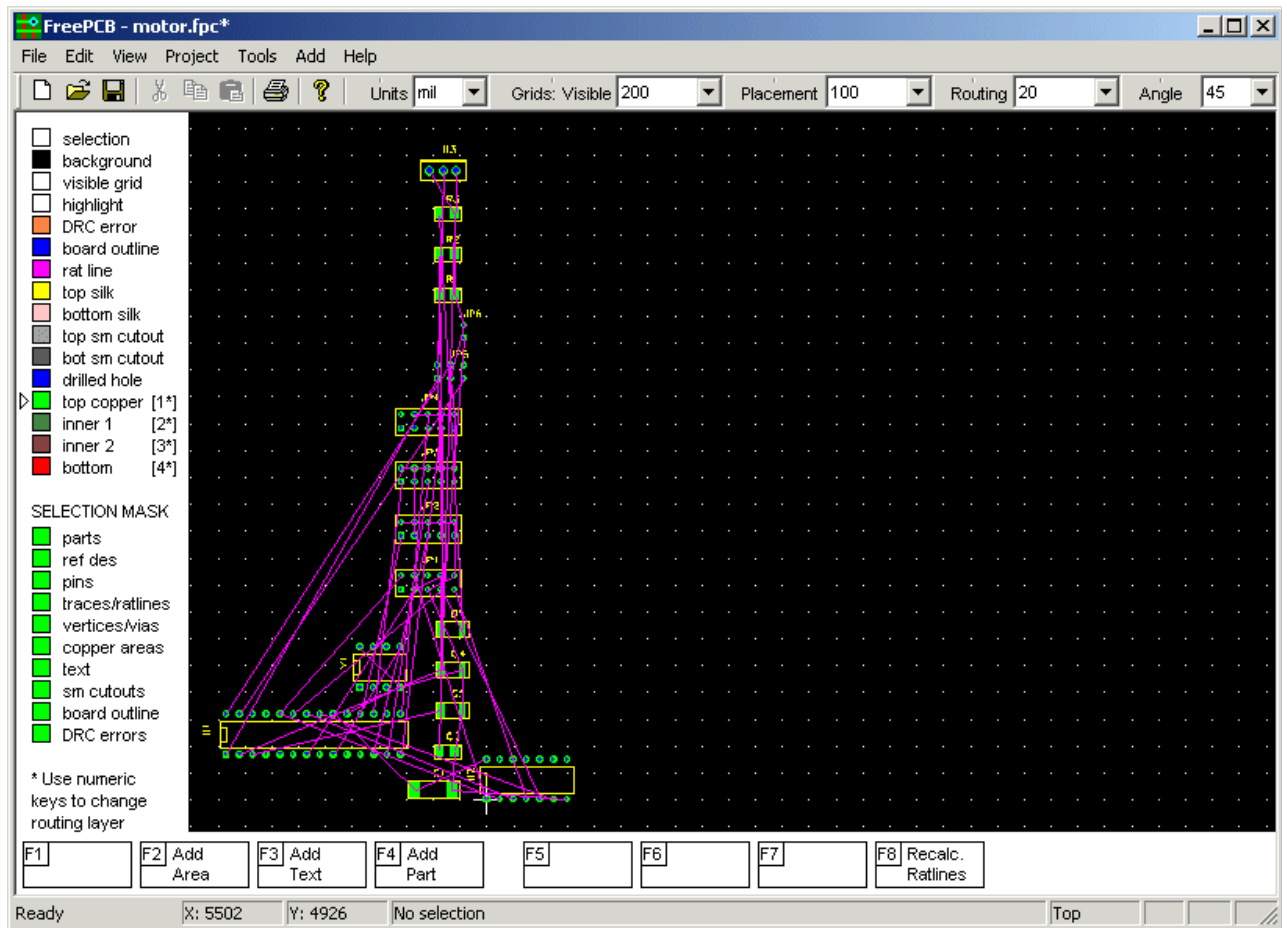 FreePCB - motor.fpc*
File Edit View Project Tools Add Help
Units mil Grids: Visible 200 Placement 100 Routing 20 Angle 45
selection
background
visible grid
highlight
DRC error
board outline
rat line
top silk
bottom silk
top sm cutout
bot sm cutout
drilled hole
top copper [1*]
inner 1 [2*]
inner 2 [3*]
bottom [4*]
SELECTION MASK
parts
ref des
pins
traces/ratlines
vertices/vias
copper areas
text
sm cutouts
board outline
DRC errors
* Use numeric
keys to change
routing layer
JP6
JP5
Y1
F1 F2 Add Area F3 Add Text F4 Add Part F5 F6 F7 F8 Recalc. Ratlines
Ready X: 5502 Y: 4926 No selection Top